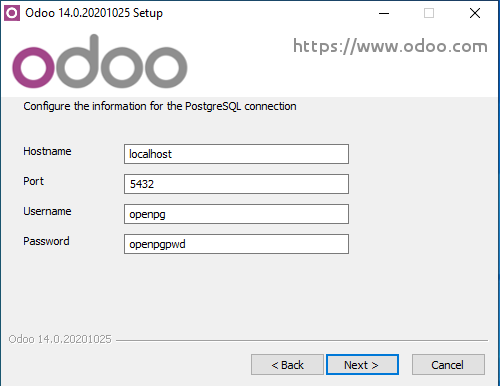 Odoo 14.0.20201025 Setup
odoo
https://www.odoo.com
Configure the information for the PostgreSQL connection
Hostname localhost
Port 5432
Username openpg
Password openpgpwd
Odoo 14.0.20201025
< Back Next > Cancel